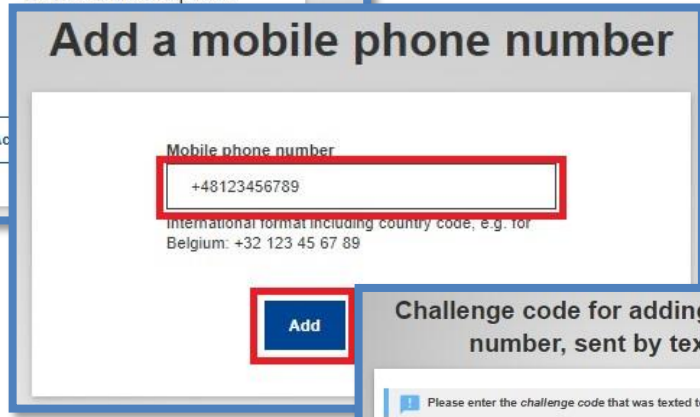 Add a mobile phone number
Mobile phone number
+48123456789
International format including country code, e.g. for
Belgium: +32 123 45 67 89
Add
Challenge code for adding
number, sent by
Please enter the challenge code that was texted